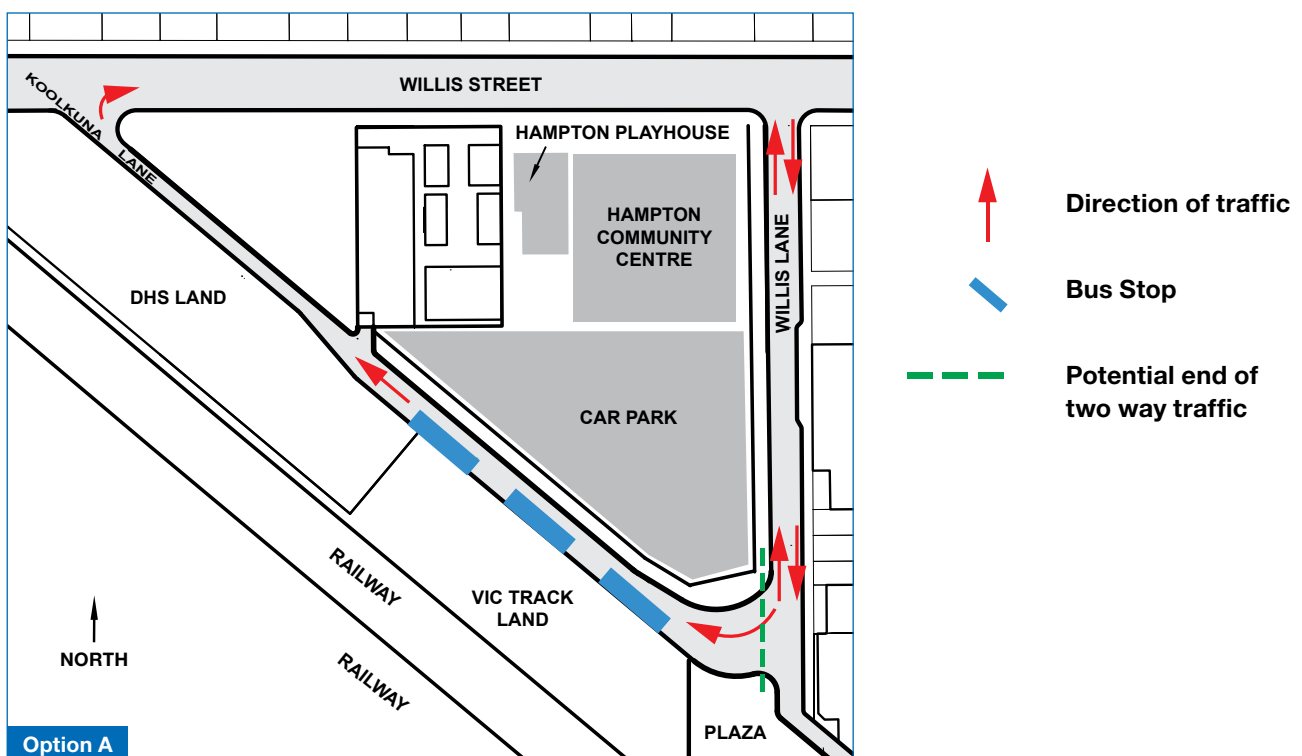 WILLIS STREET
KOOLKUNA
LANE
HAMPTON PLAYHOUSE
HAMPTON
COMMUNITY
CENTRE
WILLIS LANE
DHS LAND
CAR PARK
RAILWAY
VIC TRACK
LAND
NORTH
RAILWAY
PLAZA
Option A
Direction of traffic
Bus Stop
Potential end of
two way traffic